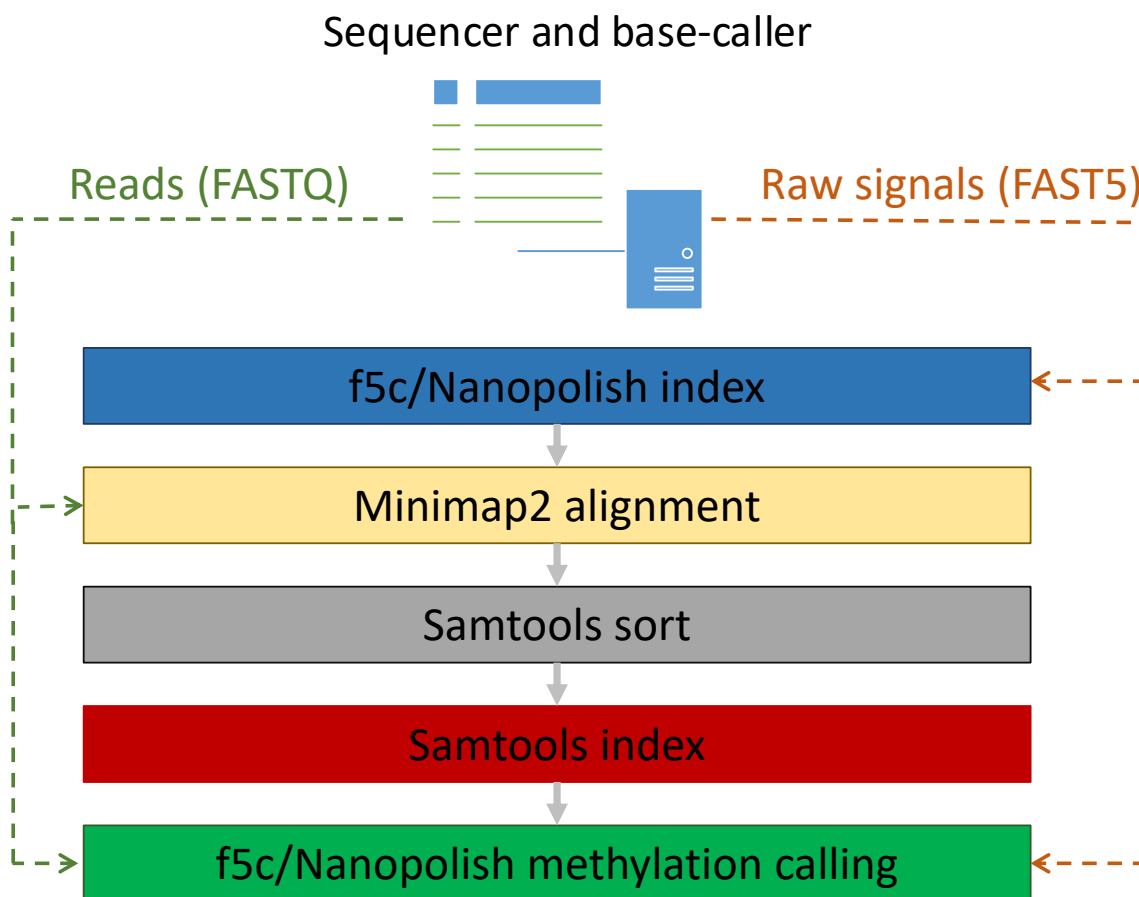 Sequencer and base-caller
Reads (FASTQ)
Raw signals (FAST5)
f5c/Nanopolish index
Minimap2 alignment
Samtools sort
Samtools index
f5c/Nanopolish methylation calling